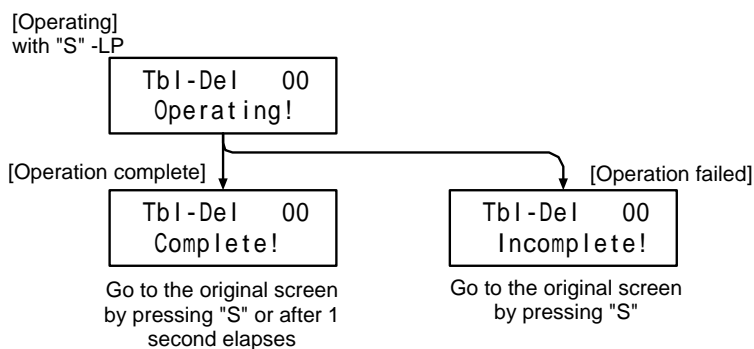 [Operating]
with "S" -LP
Tbl-Del 00
Operating!
[Operation complete]
[Operation failed]
Tbl-Del 00
Complete!
Tbl-Del 00
Incomplete!
Go to the original screen
by pressing "S" or after 1
second elapses
Go to the original screen
by pressing "S"